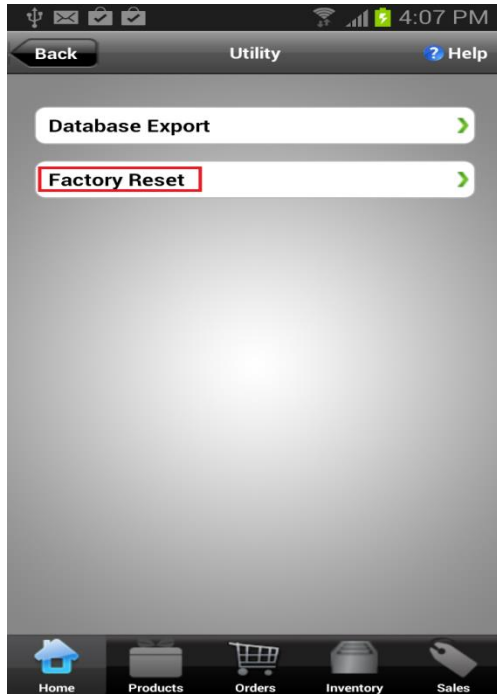 4:07 PM
Back Utility ? Help
Database Export
Factory Reset
Home Products Orders Inventory Sales